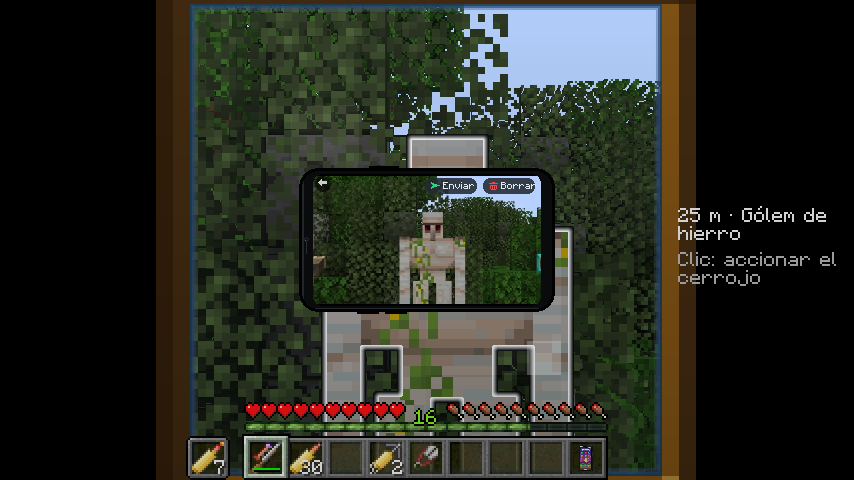 Enviar
Borrar
25 m · Gólem de
hierro
Clic: accionar el
cerrojo
16
7
30
2